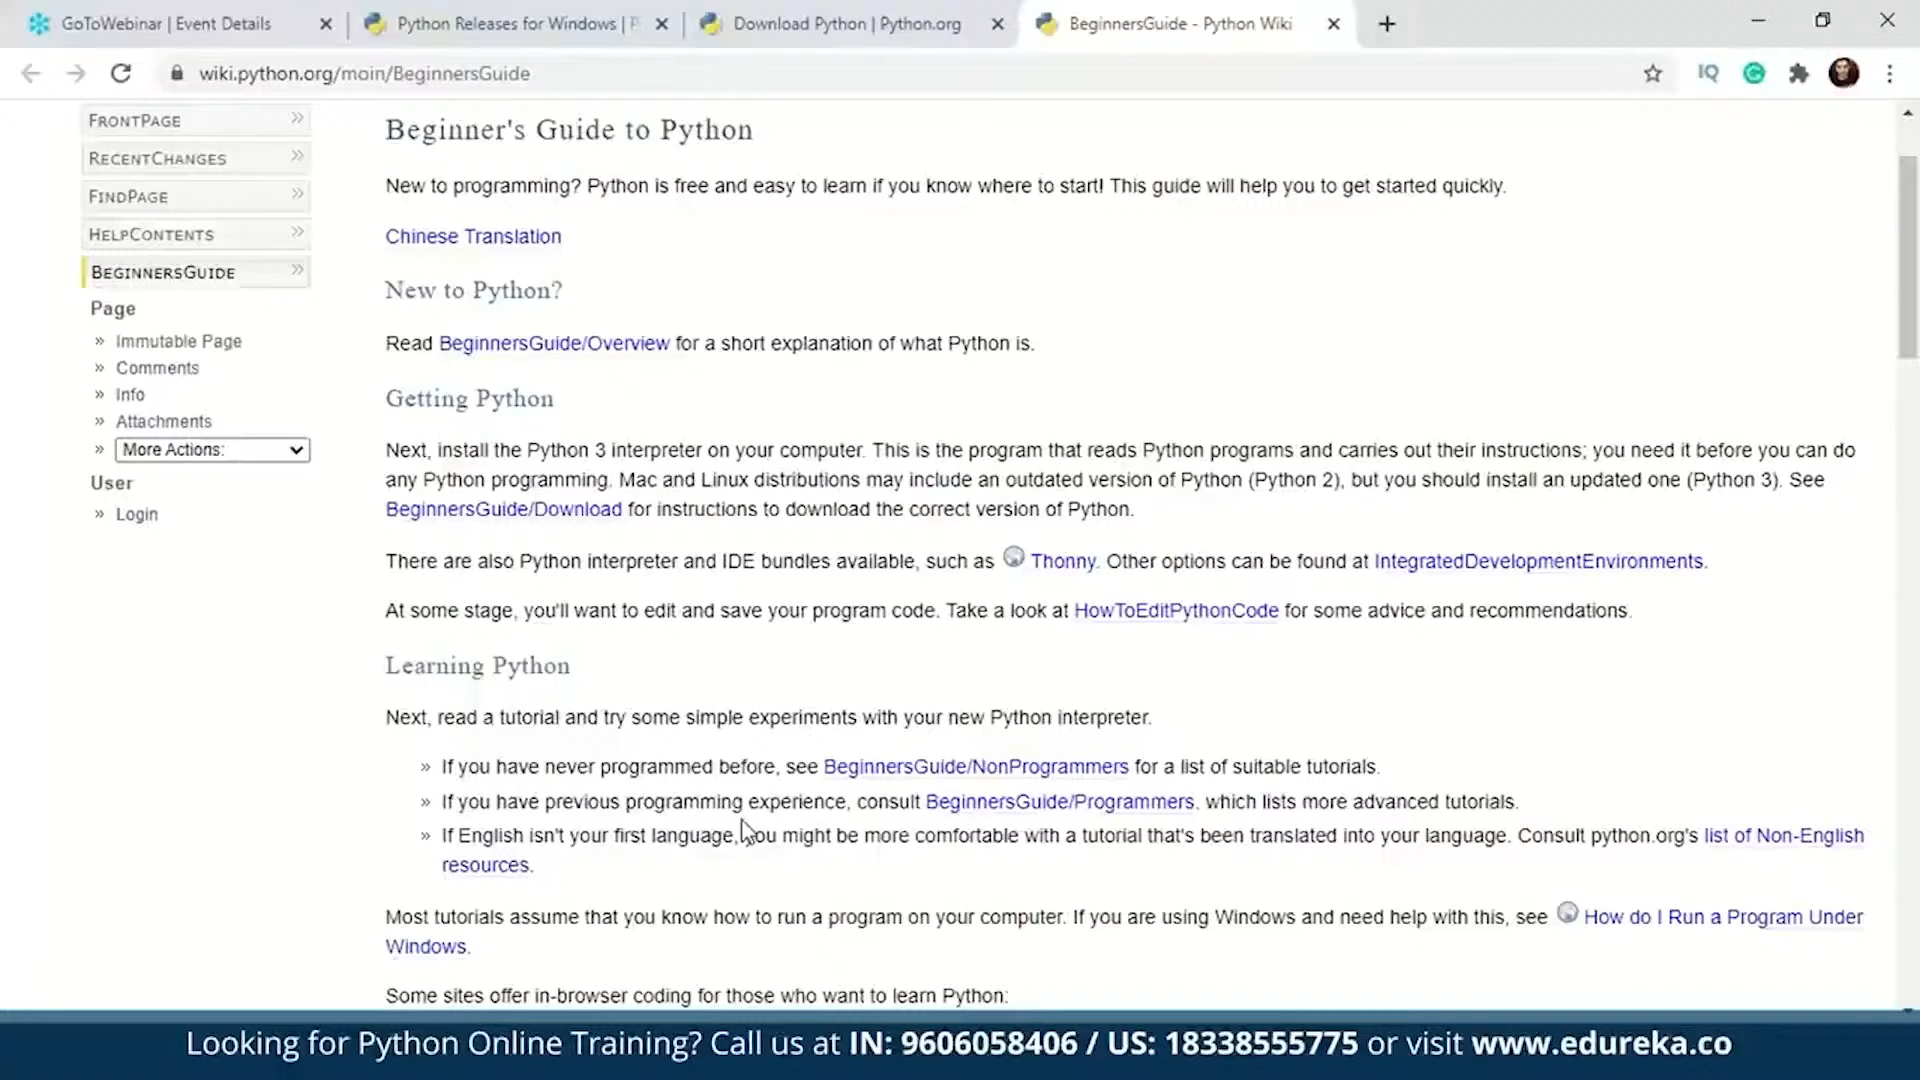 GoToWebinar | Event Details
Python Releases for Windows | P
Download Python | Python.org
BeginnersGuide - Python Wiki
wiki.python.org/moin/BeginnersGuide
IQ
FrontPage
RecentChanges
FindPage
HelpContents
BeginnersGuide
Page
» Immutable Page
» Comments
» Info
» Attachments
» More Actions:
User
» Login
Beginner's Guide to Python
New to programming? Python is free and easy to learn if you know where to start! This guide will help you to get started quickly.
Chinese Translation
New to Python?
Read BeginnersGuide/Overview for a short explanation of what Python is.
Getting Python
Next, install the Python 3 interpreter on your computer. This is the program that reads Python programs and carries out their instructions; you need it before you can do
any Python programming. Mac and Linux distributions may include an outdated version of Python (Python 2), but you should install an updated one (Python 3). See
BeginnersGuide/Download for instructions to download the correct version of Python.
There are also Python interpreter and IDE bundles available, such as Thonny. Other options can be found at IntegratedDevelopmentEnvironments.
At some stage, you'll want to edit and save your program code. Take a look at HowToEditPythonCode for some advice and recommendations.
Learning Python
Next, read a tutorial and try some simple experiments with your new Python interpreter.
» If you have never programmed before, see BeginnersGuide/NonProgrammers for a list of suitable tutorials.
» If you have previous programming experience, consult BeginnersGuide/Programmers, which lists more advanced tutorials.
» If English isn't your first language, you might be more comfortable with a tutorial that's been translated into your language. Consult python.org's list of Non-English
resources.
Most tutorials assume that you know how to run a program on your computer. If you are using Windows and need help with this, see How do I Run a Program Under
Windows.
Some sites offer in-browser coding for those who want to learn Python:
Looking for Python Online Training? Call us at IN: 9606058406 / US: 18338555775 or visit www.edureka.co